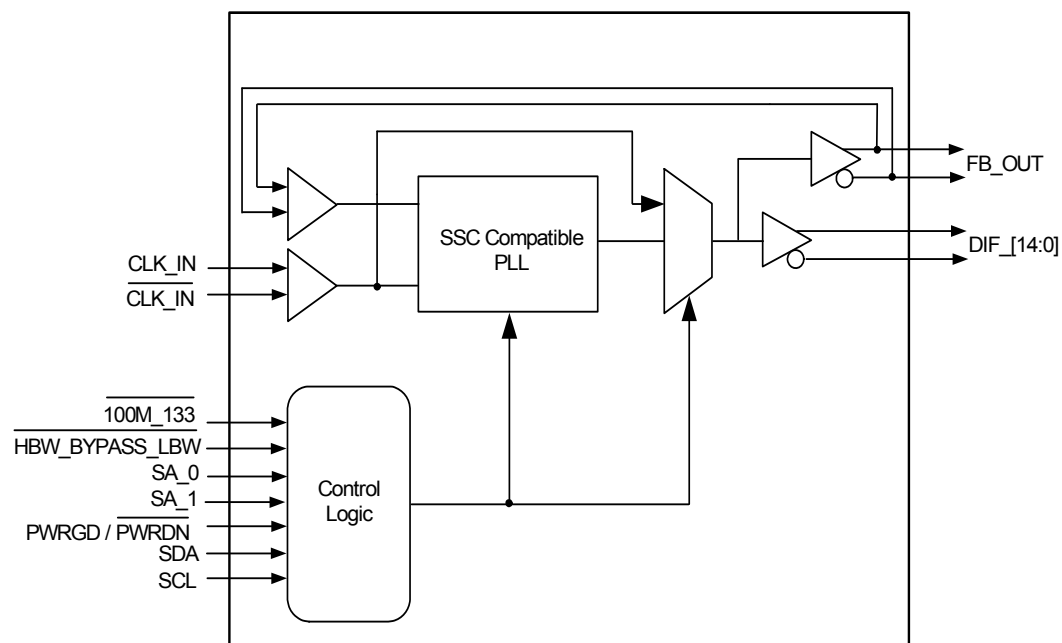 FB_OUT
SSC Compatible
PLL
DIF_[14:0]
CLK_IN
CLK_IN
100M_133
HBW_BYPASS_LBW
SA_0
SA_1
PWRGD / PWRDN
SDA
SCL
Control
Logic